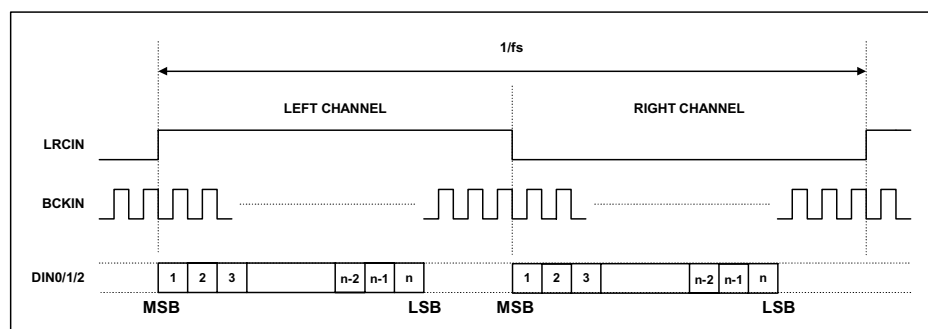 1/fs
LEFT CHANNEL RIGHT CHANNEL
LRCIN
BCKIN
DIN0/1/2 1 2 3 n-2 n-1 n 1 2 3 n-2 n-1 n
MSB LSB MSB LSB